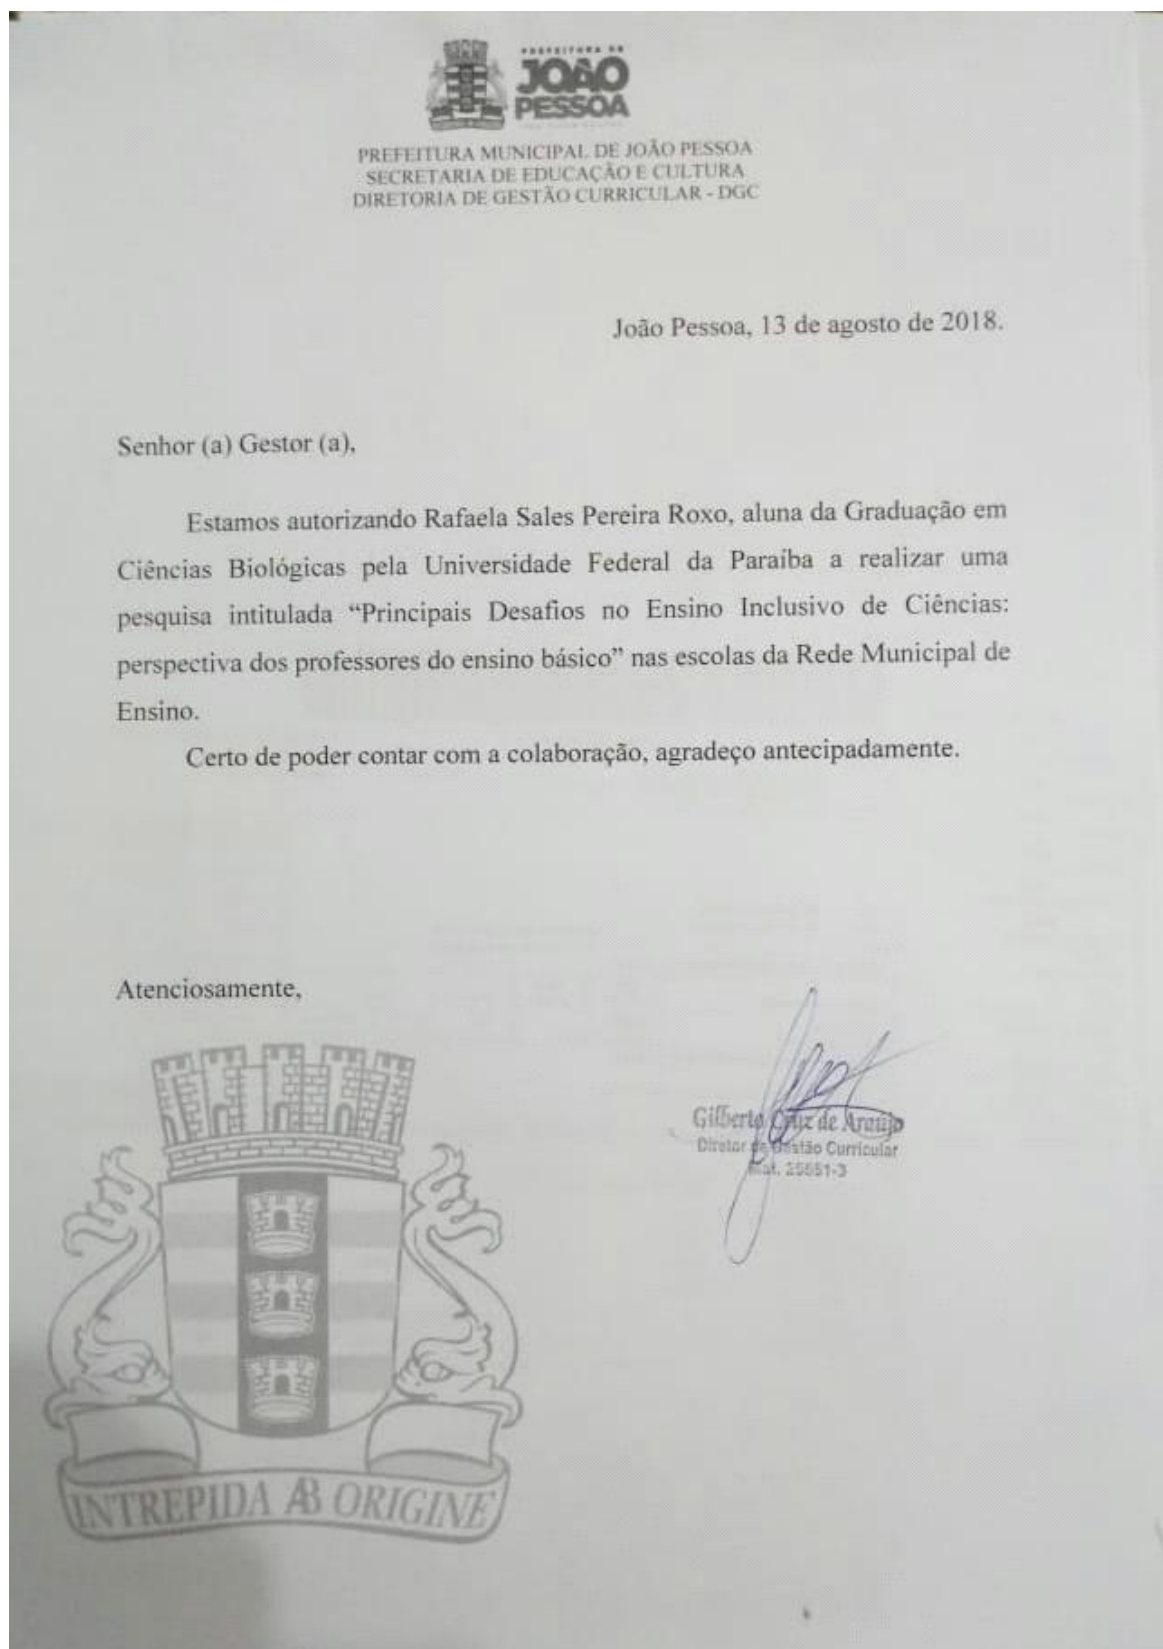 PREFEITURA DE
JOÃO
PESSOA
PREFEITURA MUNICIPAL DE JOÃO PESSOA
SECRETARIA DE EDUCAÇÃO E CULTURA
DIRETORIA DE GESTÃO CURRICULAR - DGC
João Pessoa, 13 de agosto de 2018.
Senhor (a) Gestor (a),
Estamos autorizando Rafaela Sales Pereira Roxo, aluna da Graduação em
Ciências Biológicas pela Universidade Federal da Paraíba a realizar uma
pesquisa intitulada “Principais Desafios no Ensino Inclusivo de Ciências:
perspectiva dos professores do ensino básico” nas escolas da Rede Municipal de
Ensino.
Certo de poder contar com a colaboração, agradeço antecipadamente.
Atenciosamente,
Gilberto Cruz de Araújo
Diretor de Gestão Curricular
Mat. 25551-3
INTREPIDA AB ORIGINE